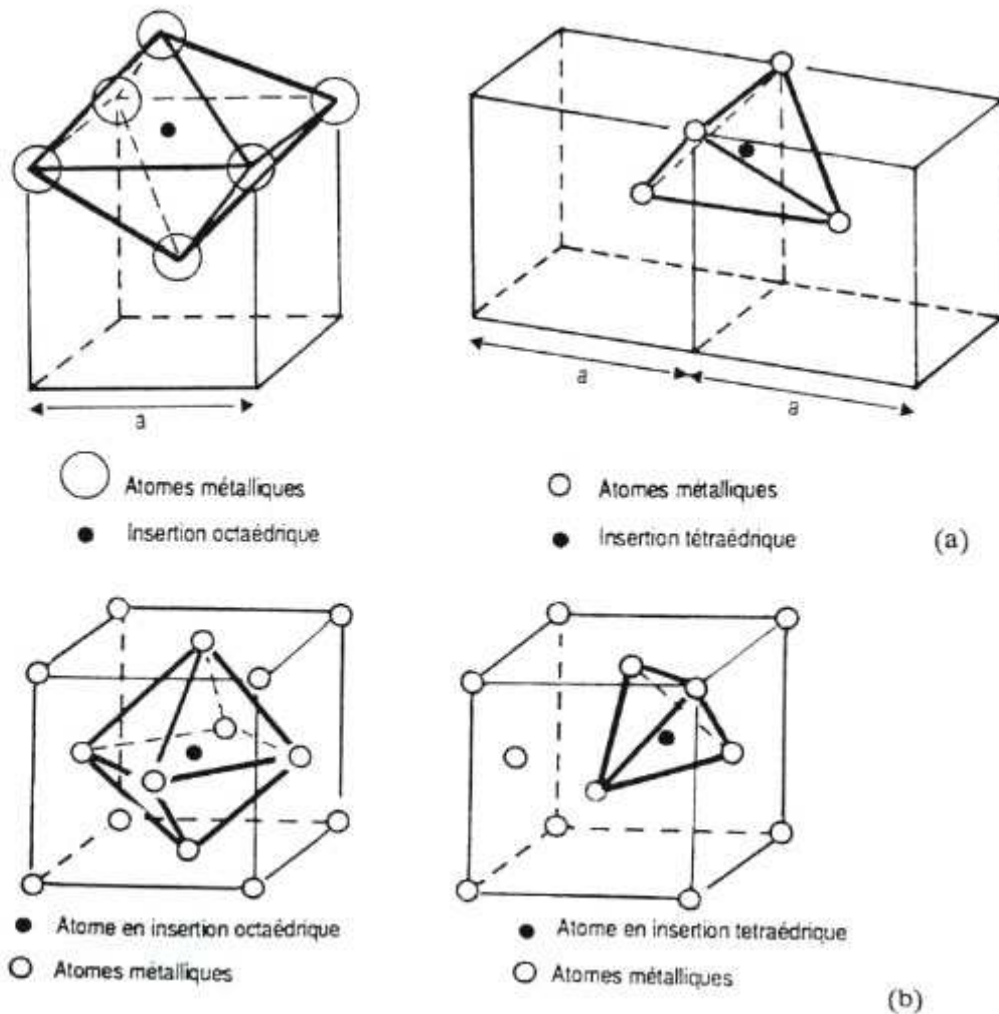 a
a
a
Atomes métalliques
Insertion octaédrique
Atomes métalliques
Insertion tétraédrique
(a)
Atome en insertion octaédrique
Atomes métalliques
Atome en insertion tetraédrique
Atomes métalliques
(b)